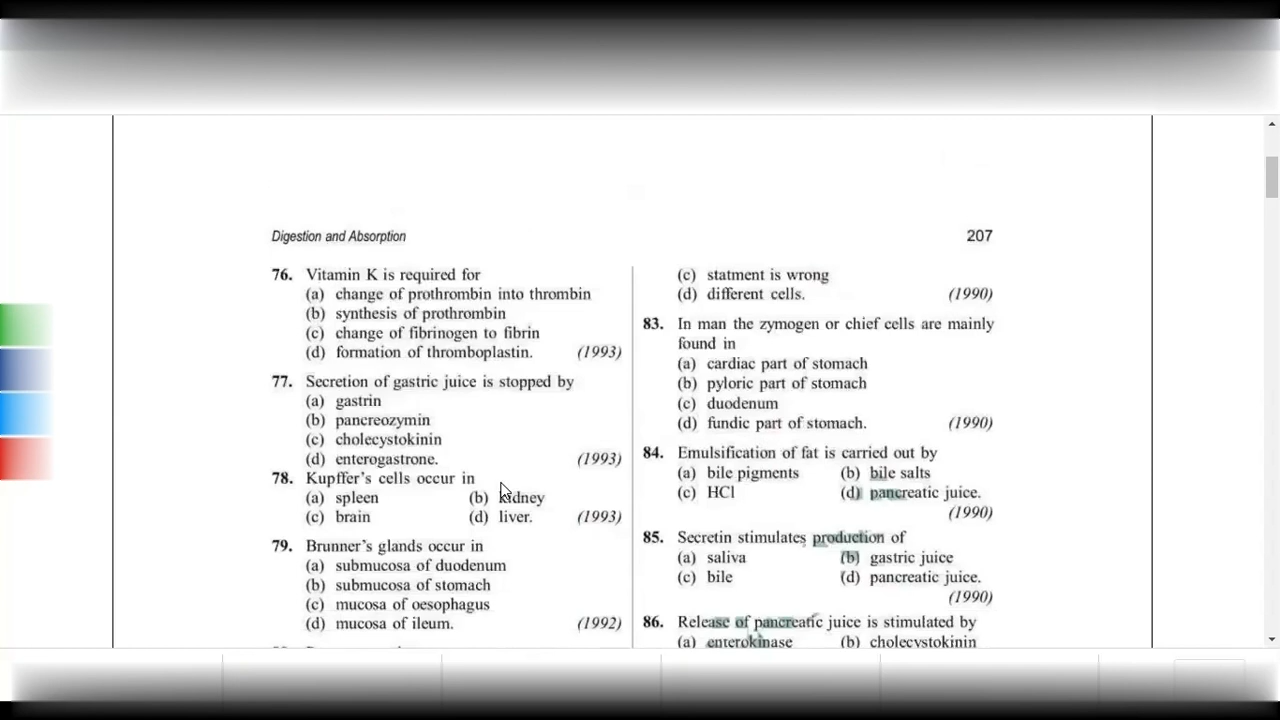 Digestion and Absorption
207
76. Vitamin K is required for
(a) change of prothrombin into thrombin
(b) synthesis of prothrombin
(c) change of fibrinogen to fibrin
(d) formation of thromboplastin. (1993)
77. Secretion of gastric juice is stopped by
(a) gastrin
(b) pancreozymin
(c) cholecystokinin
(d) enterogastrone. (1993)
78. Kupffer's cells occur in
(a) spleen (b) kidney
(c) brain (d) liver. (1993)
79. Brunner's glands occur in
(a) submucosa of duodenum
(b) submucosa of stomach
(c) mucosa of oesophagus
(d) mucosa of ileum. (1992)
(c) statment is wrong
(d) different cells. (1990)
83. In man the zymogen or chief cells are mainly
found in
(a) cardiac part of stomach
(b) pyloric part of stomach
(c) duodenum
(d) fundic part of stomach. (1990)
84. Emulsification of fat is carried out by
(a) bile pigments (b) bile salts
(c) HCl (d) pancreatic juice.
(1990)
85. Secretin stimulates production of
(a) saliva (b) gastric juice
(c) bile (d) pancreatic juice.
(1990)
86. Release of pancreatic juice is stimulated by
(a) enterokinase (b) cholecystokinin